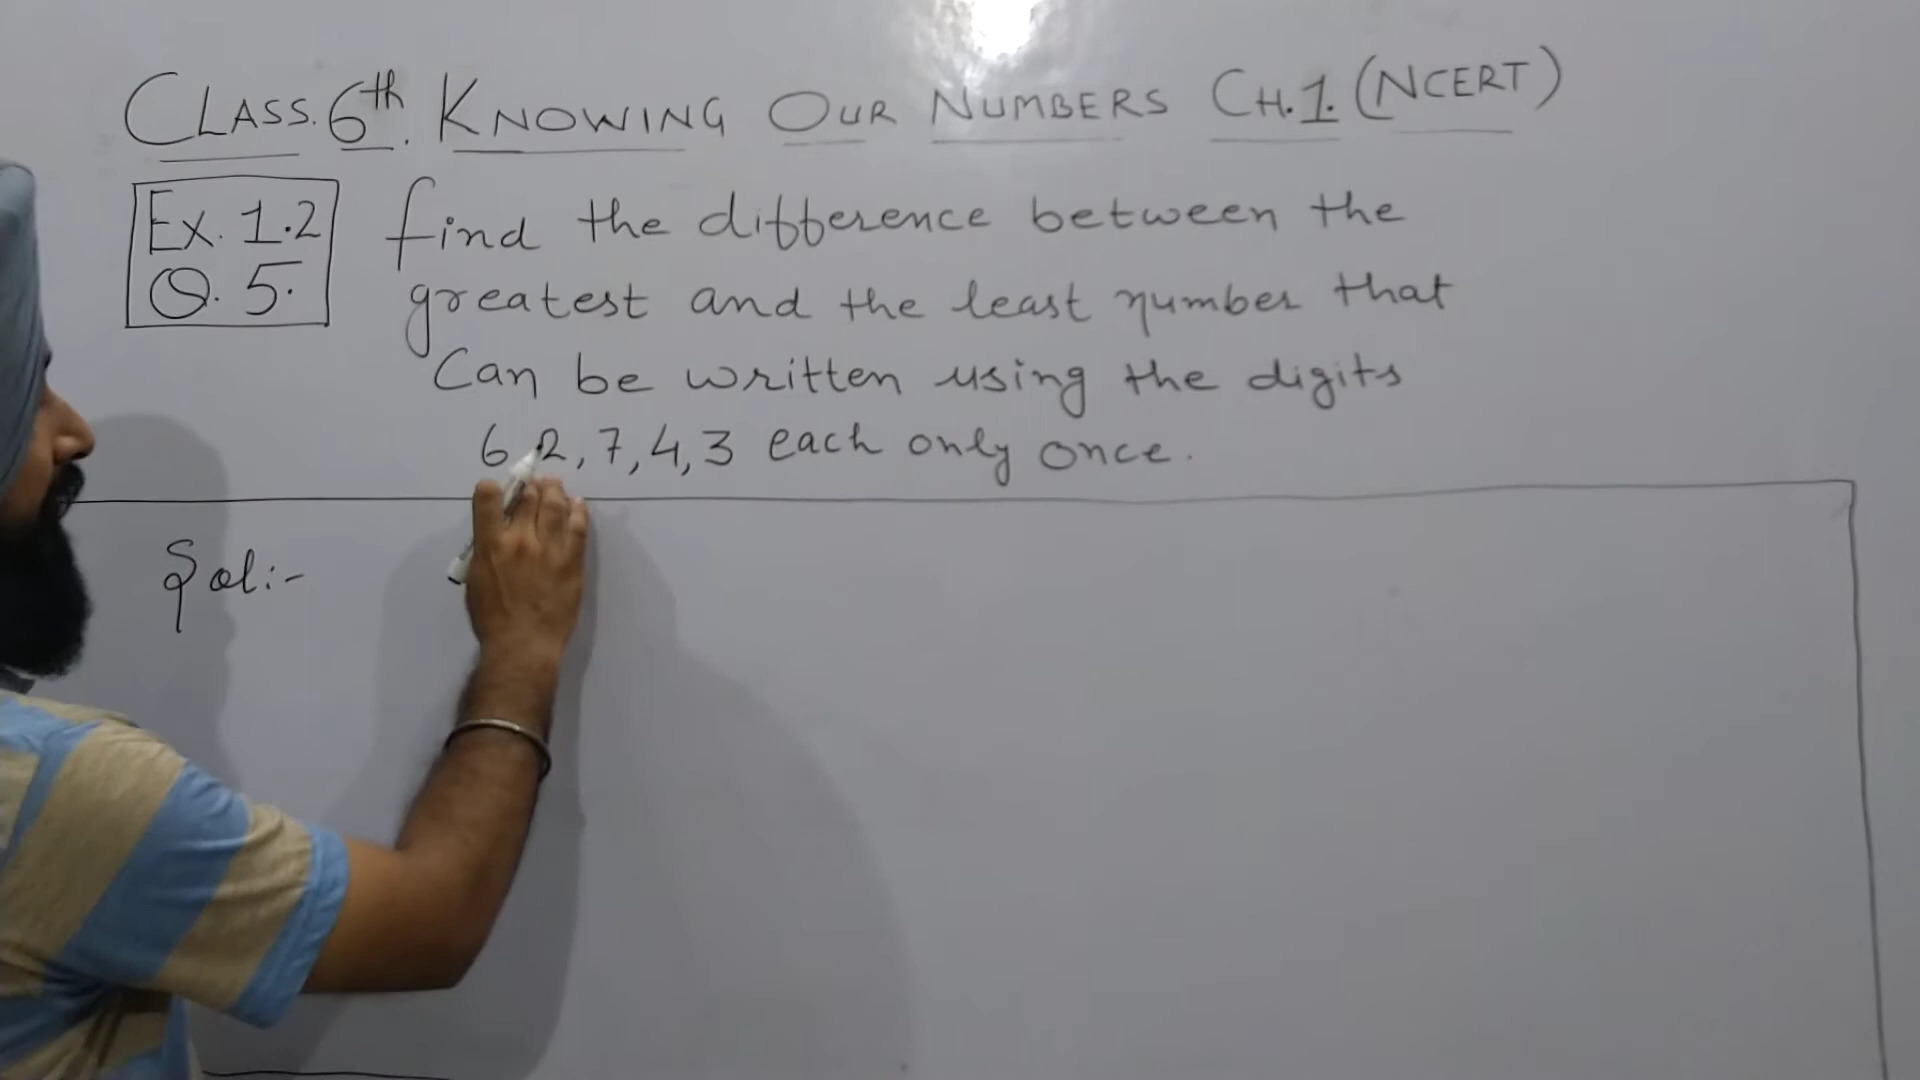 CLASS. 6th. KNOWING OUR NUMBERS CH.1. (NCERT)
Ex. 1.2
Q. 5.
find the difference between the
greatest and the least number that
Can be written using the digits
6,2,7,4,3 each only once.
Sol:-